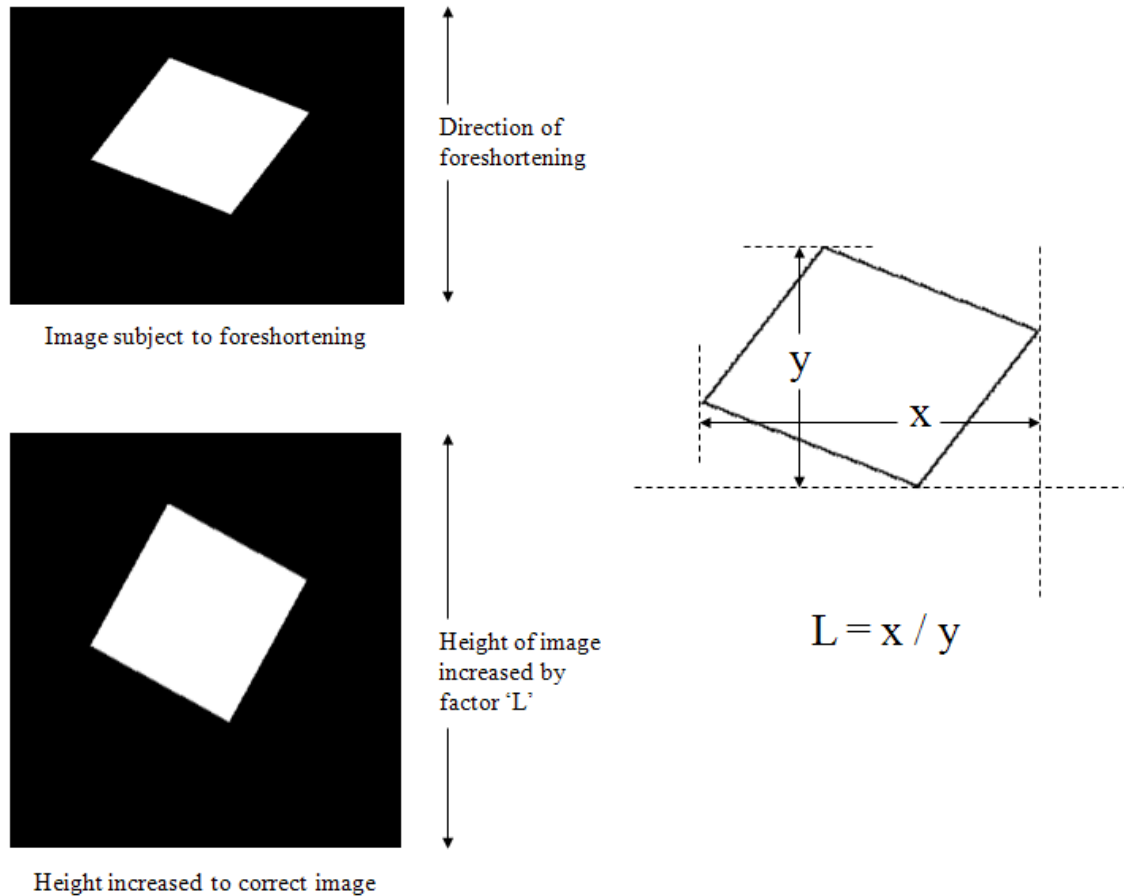 Direction of
foreshortening
Image subject to foreshortening
y
x
L = x / y
Height of image
increased by
factor ‘L’
Height increased to correct image